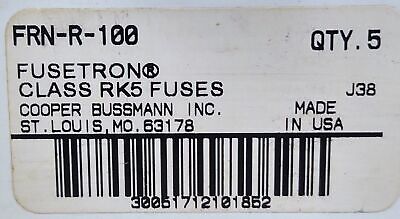 FRN-R-100 QTY.5
FUSETRON®
CLASS RK5 FUSES J38
COOPER BUSSMANN INC. MADE
ST.LOUIS,MO.63178 IN USA
30051712101852